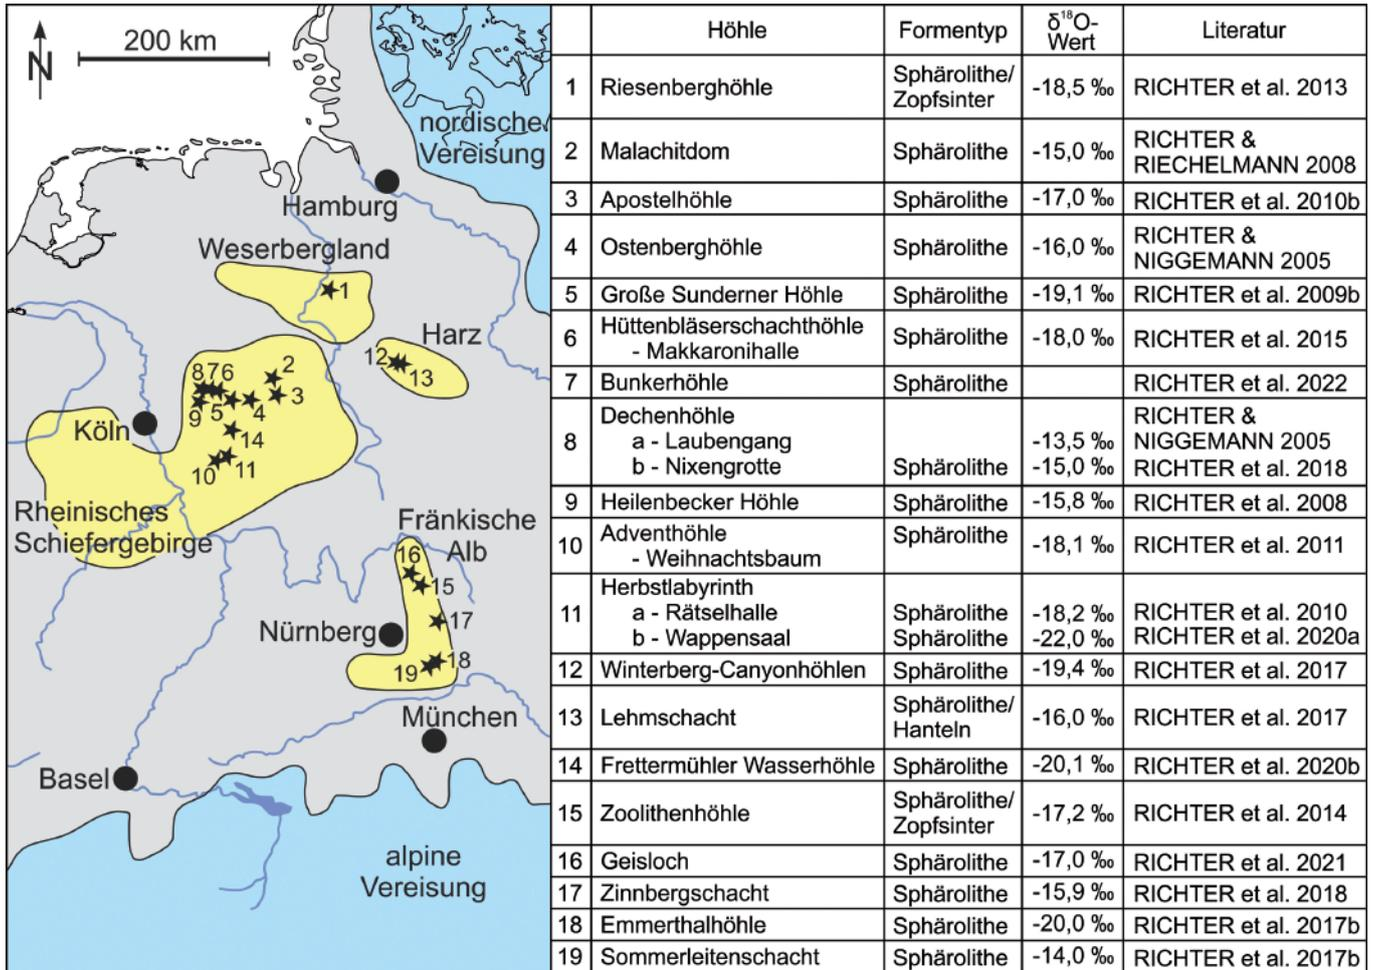 200 km
N
nordische
Vereisung
Hamburg
Weserbergland
1
Harz
12
13
8 7 6
2
9
5
4
3
14
10
11
Köln
Rheinisches
Schiefergebirge
Fränkische
Alb
16
15
17
18
19
Nürnberg
München
Basel
alpine
Vereisung
Höhle Formentyp δ¹⁸O- Literatur
Wert
1 Riesenberghöhle Sphärolithe/ -18,5 ‰ RICHTER et al. 2013
Zopfsinter
2 Malachitdom Sphärolithe -15,0 ‰ RICHTER &
RIECHELMANN 2008
3 Apostelhöhle Sphärolithe -17,0 ‰ RICHTER et al. 2010b
4 Ostenberghöhle Sphärolithe -16,0 ‰ RICHTER &
NIGGEMANN 2005
5 Große Sunderner Höhle Sphärolithe -19,1 ‰ RICHTER et al. 2009b
6 Hüttenbläserschachthöhle Sphärolithe -18,0 ‰ RICHTER et al. 2015
- Makkaronihalle
7 Bunkerhöhle Sphärolithe RICHTER et al. 2022
8 Dechenhöhle RICHTER &
a - Laubengang -13,5 ‰ NIGGEMANN 2005
b - Nixengrotte Sphärolithe -15,0 ‰ RICHTER et al. 2018
9 Heilenbecker Höhle Sphärolithe -15,8 ‰ RICHTER et al. 2008
10 Adventhöhle Sphärolithe -18,1 ‰ RICHTER et al. 2011
- Weihnachtsbaum
11 Herbstlabyrinth
a - Rätselhalle Sphärolithe -18,2 ‰ RICHTER et al. 2010
b - Wappensaal Sphärolithe -22,0 ‰ RICHTER et al. 2020a
12 Winterberg-Canyonhöhlen Sphärolithe -19,4 ‰ RICHTER et al. 2017
13 Lehmschacht Sphärolithe/ -16,0 ‰ RICHTER et al. 2017
Hanteln
14 Frettermühler Wasserhöhle Sphärolithe -20,1 ‰ RICHTER et al. 2020b
15 Zoolithenhöhle Sphärolithe/ -17,2 ‰ RICHTER et al. 2014
Zopfsinter
16 Geisloch Sphärolithe -17,0 ‰ RICHTER et al. 2021
17 Zinnbergschacht Sphärolithe -15,9 ‰ RICHTER et al. 2018
18 Emmerthalhöhle Sphärolithe -20,0 ‰ RICHTER et al. 2017b
19 Sommerleitenschacht Sphärolithe -14,0 ‰ RICHTER et al. 2017b